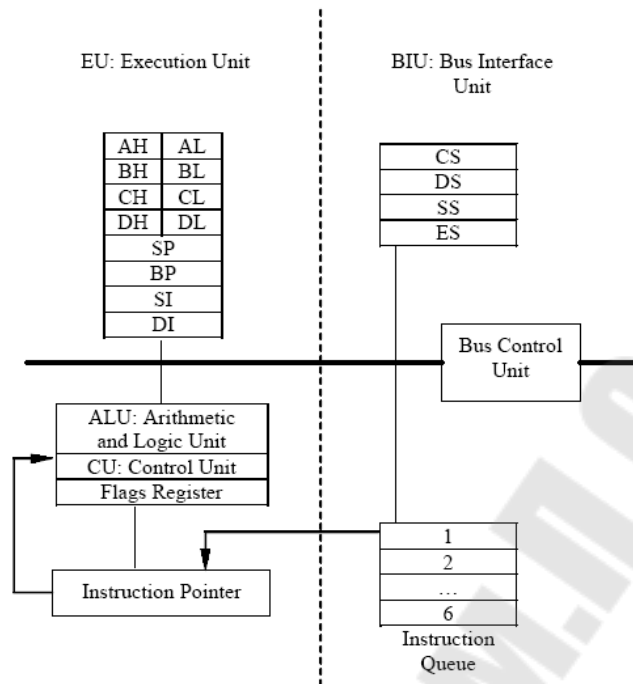 EU: Execution Unit
BIU: Bus Interface
Unit
AH AL
BH BL
CH CL
DH DL
SP
BP
SI
DI
CS
DS
SS
ES
Bus Control
Unit
ALU: Arithmetic
and Logic Unit
CU: Control Unit
Flags Register
Instruction Pointer
1
2
...
6
Instruction
Queue